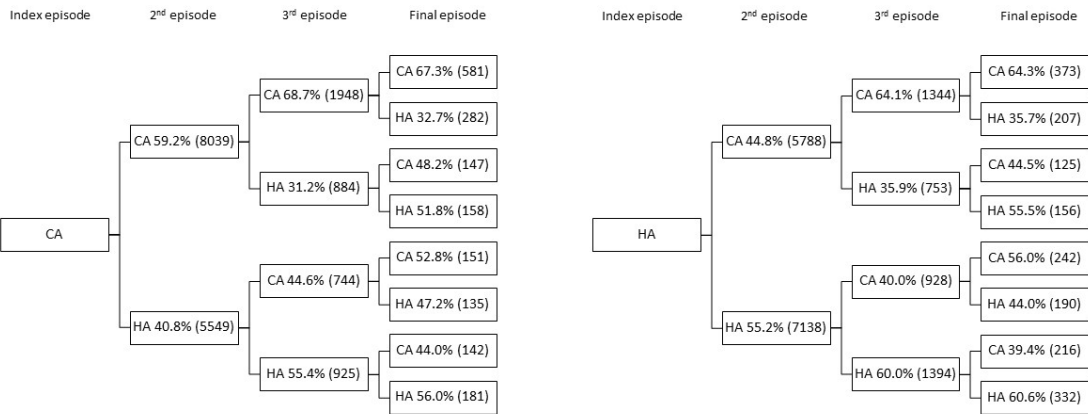 Index episode 2nd episode 3rd episode Final episode
CA
CA 59.2% (8039)
HA 40.8% (5549)
CA 68.7% (1948)
HA 31.2% (884)
CA 44.6% (744)
HA 55.4% (925)
CA 67.3% (581)
HA 32.7% (282)
CA 48.2% (147)
HA 51.8% (158)
CA 52.8% (151)
HA 47.2% (135)
CA 44.0% (142)
HA 56.0% (181)
Index episode 2nd episode 3rd episode Final episode
HA
CA 44.8% (5788)
HA 55.2% (7138)
CA 64.1% (1344)
HA 35.9% (753)
CA 40.0% (928)
HA 60.0% (1394)
CA 64.3% (373)
HA 35.7% (207)
CA 44.5% (125)
HA 55.5% (156)
CA 56.0% (242)
HA 44.0% (190)
CA 39.4% (216)
HA 60.6% (332)